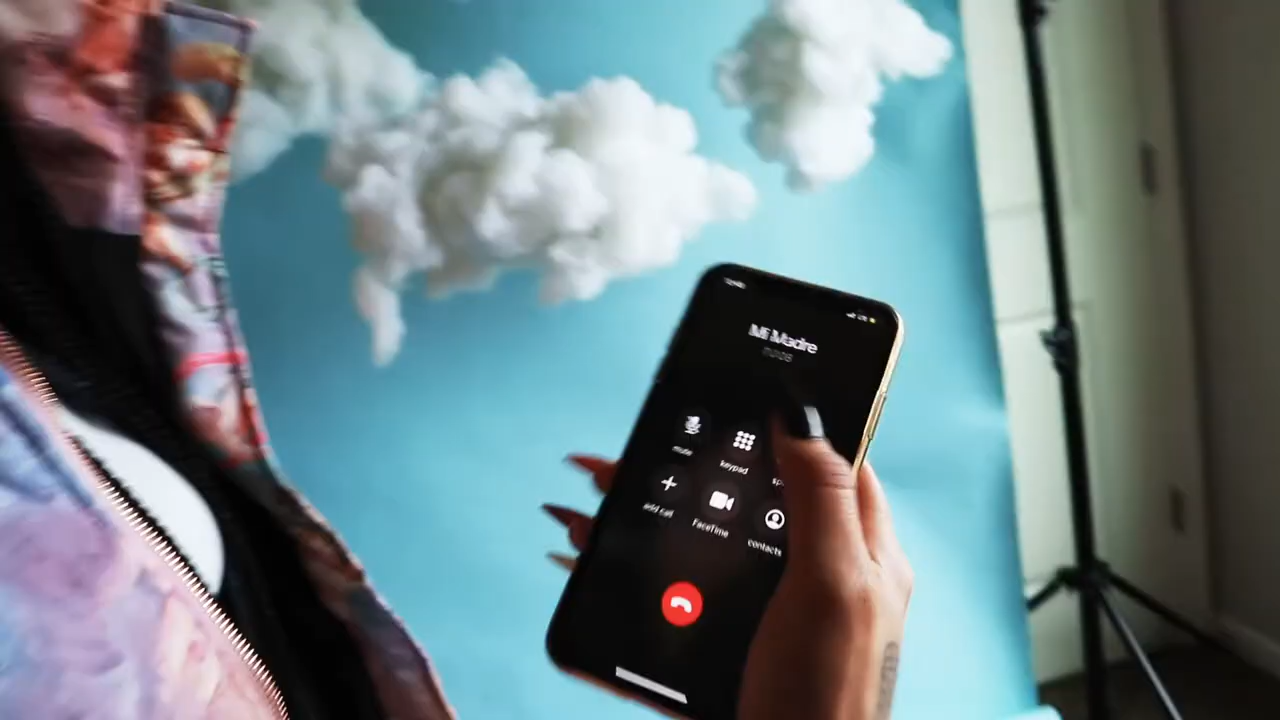 Mi Madre
mute
keypad
add call
FaceTime
contacts